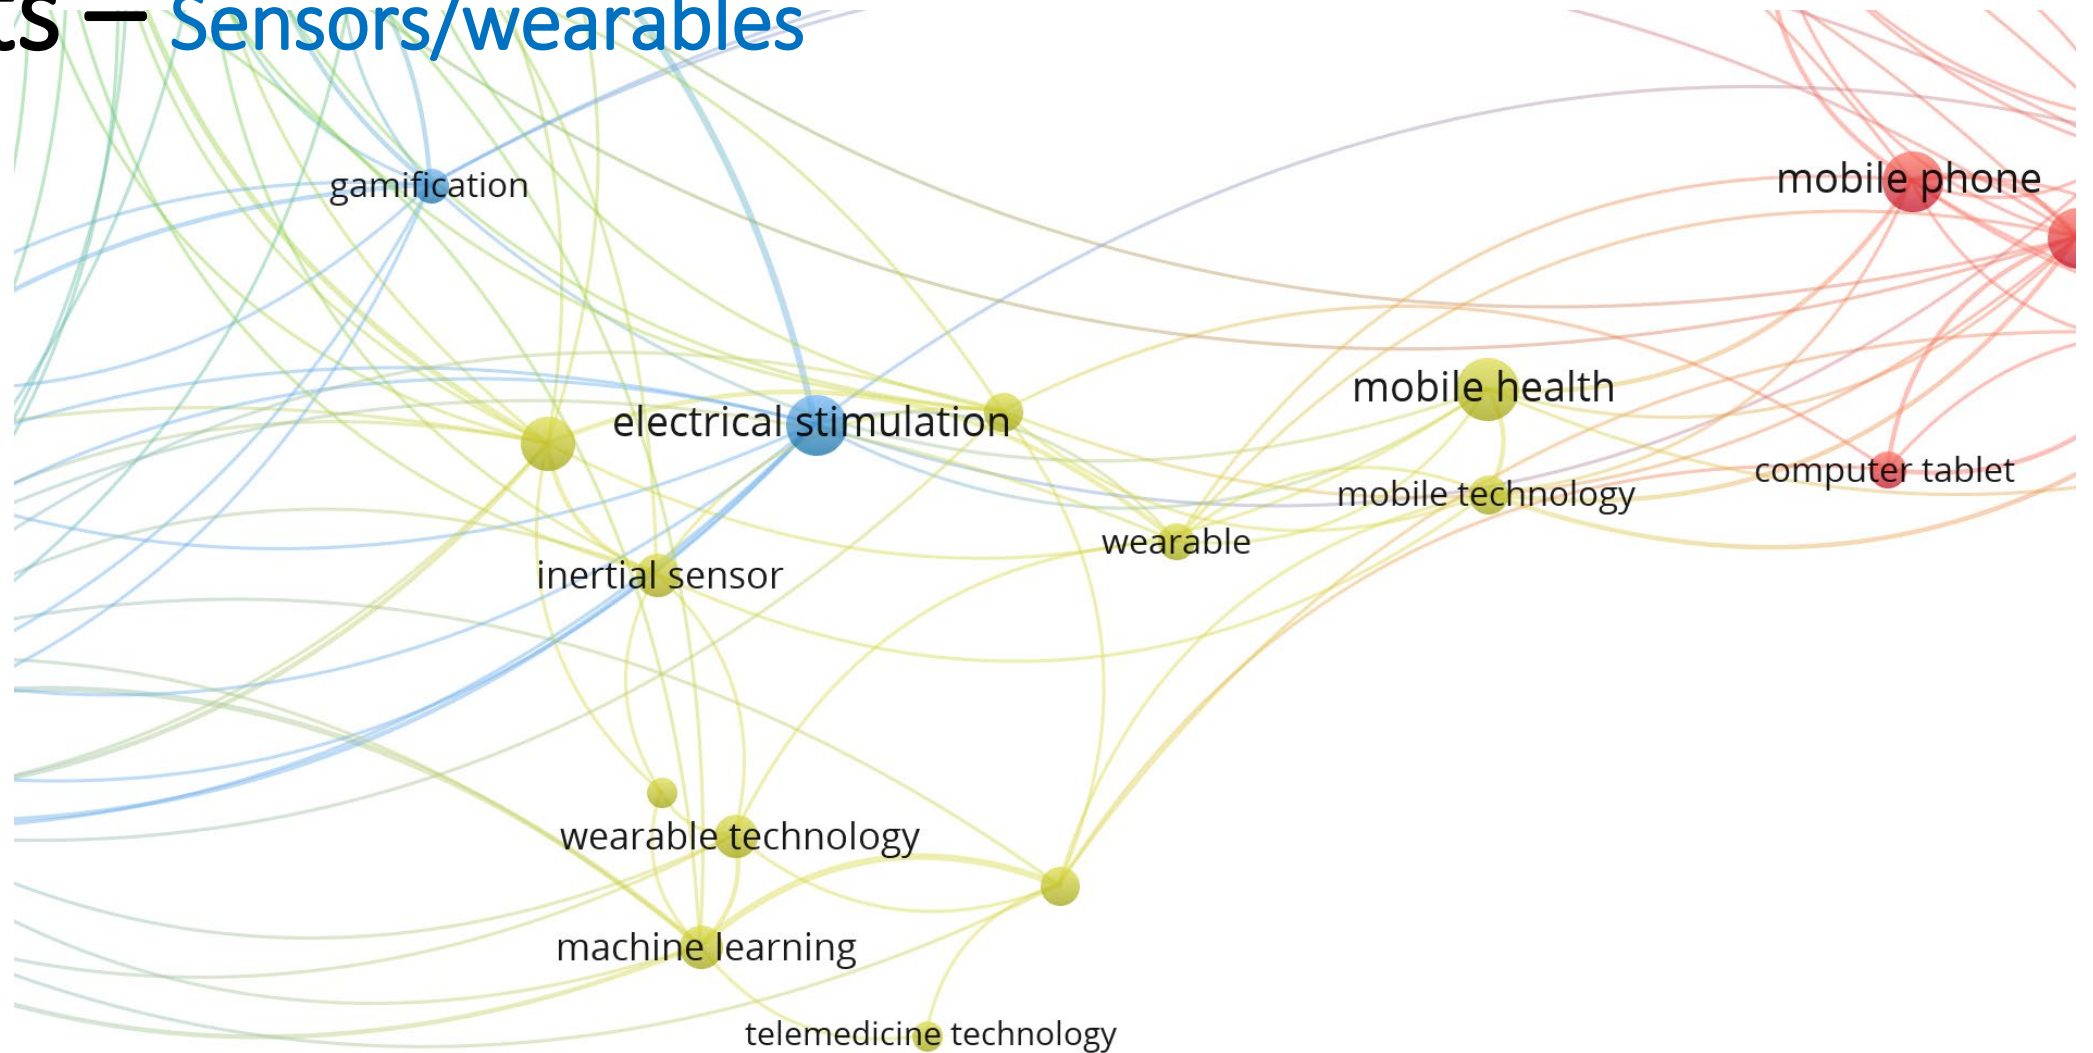 ts – Sensors/wearables
gamification
mobile phone
electrical stimulation
mobile health
computer tablet
mobile technology
wearable
inertial sensor
wearable technology
machine learning
telemedicine technology